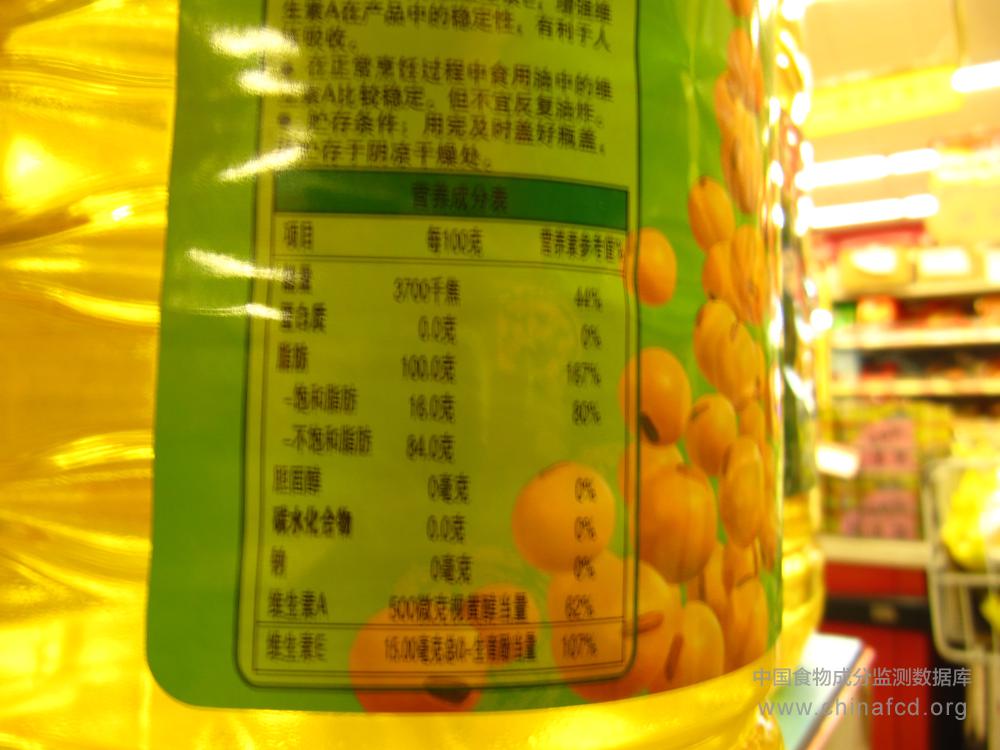 生素A在产品中的稳定性,有利于人
吸收。
● 在正常烹饪过程中食用油中的维
生素A比较稳定。但不宜反复油炸。
● 贮存条件:用完及时盖好瓶盖,
贮存于阴凉干燥处。
营养成分表
项目 每100克 营养素参考值%
能量 3700千焦 44%
蛋白质 0.0克 0%
脂肪 100.0克 167%
-饱和脂肪 16.0克 80%
-不饱和脂肪 84.0克
胆固醇 0毫克 0%
碳水化合物 0.0克 0%
钠 0毫克 0%
维生素A 500微克视黄醇当量 62%
维生素E 15.00毫克总α-生育酚当量 107%
中国食物成分监测数据库
www.chinafcd.org